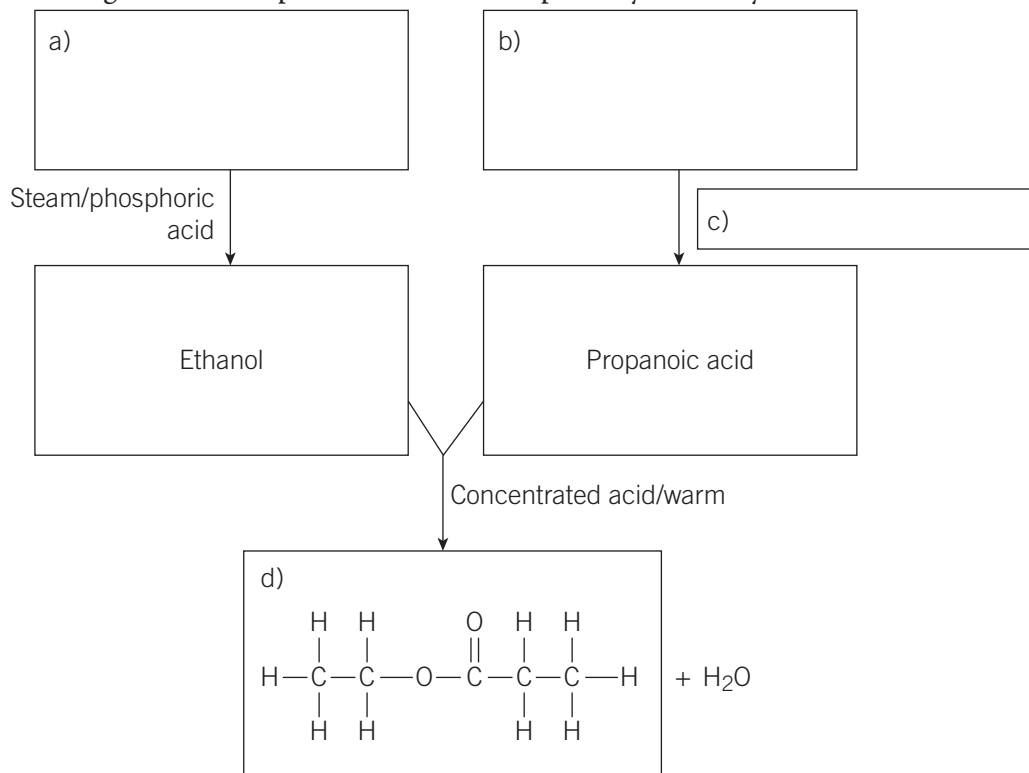 a)
b)
Steam/phosphoric
acid
c)
Ethanol
Propanoic acid
Concentrated acid/warm
d)
H H O H H
H—C—C—O—C—C—C—H + H₂O
H H H H